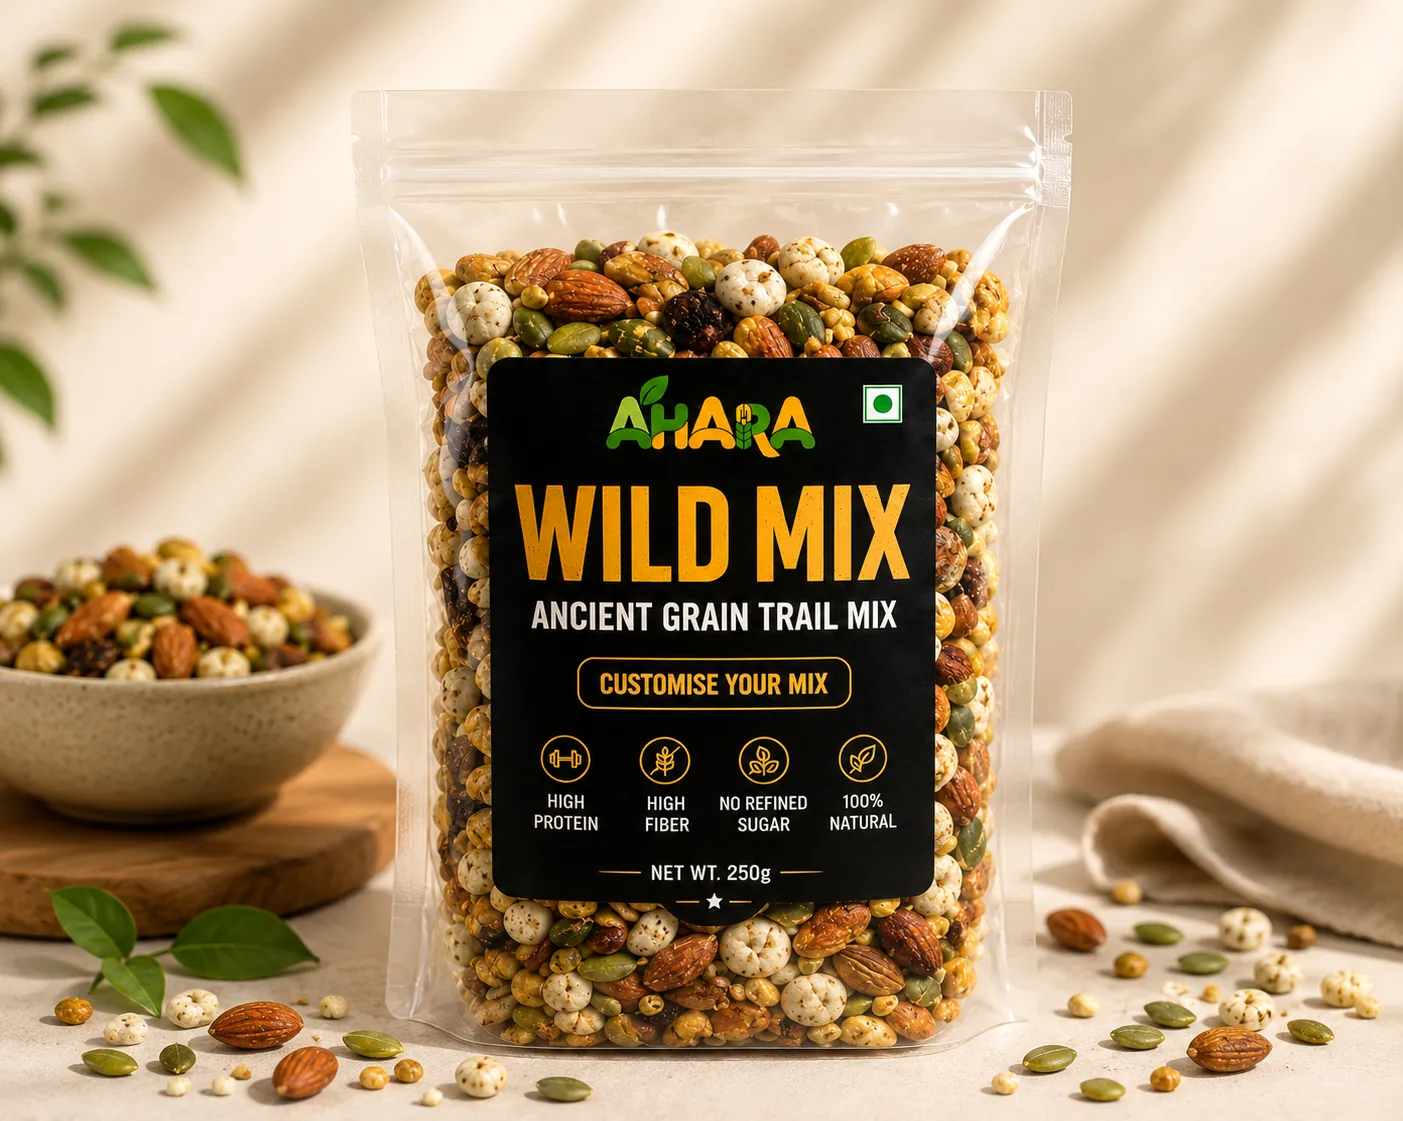 AHARA
WILD MIX
ANCIENT GRAIN TRAIL MIX
CUSTOMISE YOUR MIX
HIGH
PROTEIN
HIGH
FIBER
NO REFINED
SUGAR
100%
NATURAL
NET WT. 250g